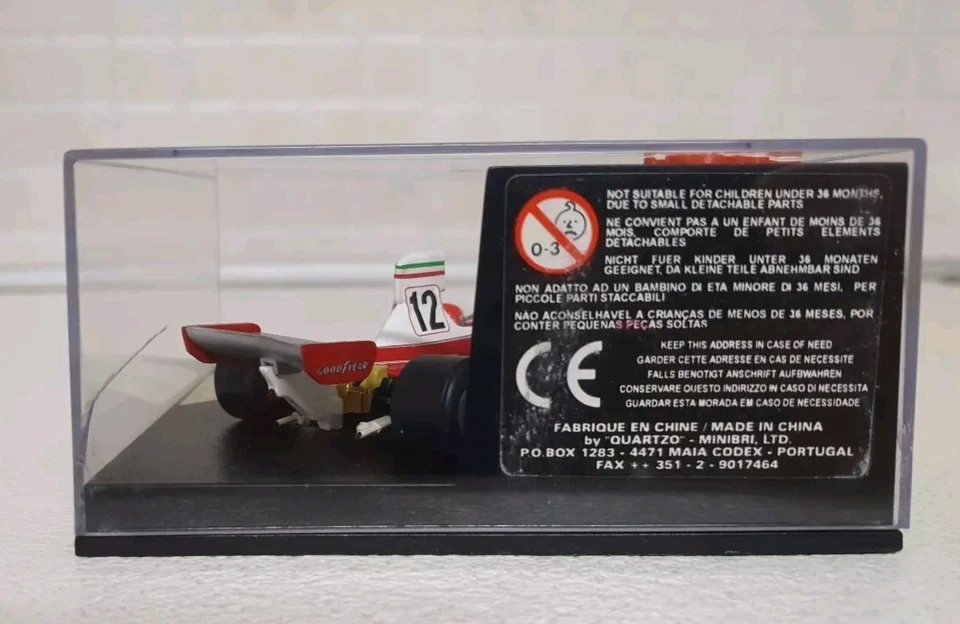 12
GOODYEAR
0-3
NOT SUITABLE FOR CHILDREN UNDER 36 MONTHS,
DUE TO SMALL DETACHABLE PARTS
NE CONVIENT PAS A UN ENFANT DE MOINS DE 36
MOIS, COMPORTE DE PETITS ELEMENTS
DETACHABLES
NICHT FUER KINDER UNTER 36 MONATEN
GEEIGNET, DA KLEINE TEILE ABNEHMBAR SIND
NON ADATTO AD UN BAMBINO DI ETA MINORE DI 36 MESI, PER
PICCOLE PARTI STACCABILI
NÃO ACONSELHAVEL A CRIANÇAS DE MENOS DE 36 MESES, POR
CONTER PEQUENAS PEÇAS SOLTAS
CE
KEEP THIS ADDRESS IN CASE OF NEED
GARDER CETTE ADRESSE EN CAS DE NECESSITE
FALLS BENOTIGT ANSCHRIFT AUFBWAHREN
CONSERVARE QUESTO INDIRIZZO IN CASO DI NECESSITA
GUARDAR ESTA MORADA EM CASO DE NECESSIDADE
FABRIQUE EN CHINE / MADE IN CHINA
by "QUARTZO" - MINIBRI, LTD.
P.O.BOX 1283 - 4471 MAIA CODEX - PORTUGAL
FAX ++ 351 - 2 - 9017464